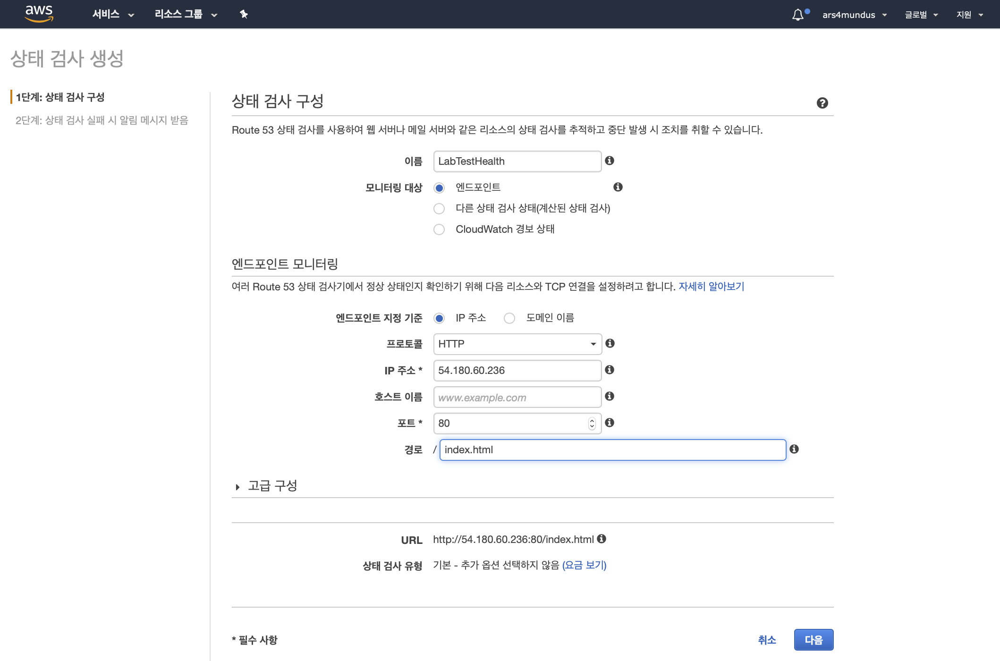 aws 서비스 리소스 그룹 ars4mundus 글로벌 지원
상태 검사 생성
1단계: 상태 검사 구성
2단계: 상태 검사 실패 시 알림 메시지 받음
상태 검사 구성
Route 53 상태 검사를 사용하여 웹 서버나 메일 서버와 같은 리소스의 상태 검사를 추적하고 중단 발생 시 조치를 취할 수 있습니다.
이름 LabTestHealth
모니터링 대상 엔드포인트
다른 상태 검사 상태(계산된 상태 검사)
CloudWatch 경보 상태
엔드포인트 모니터링
여러 Route 53 상태 검사기에서 정상 상태인지 확인하기 위해 다음 리소스와 TCP 연결을 설정하려고 합니다. 자세히 알아보기
엔드포인트 지정 기준 IP 주소 도메인 이름
프로토콜 HTTP
IP 주소 * 54.180.60.236
호스트 이름 www.example.com
포트 * 80
경로 / index.html
고급 구성
URL http://54.180.60.236:80/index.html
상태 검사 유형 기본 - 추가 옵션 선택하지 않음 (요금 보기)
* 필수 사항 취소 다음